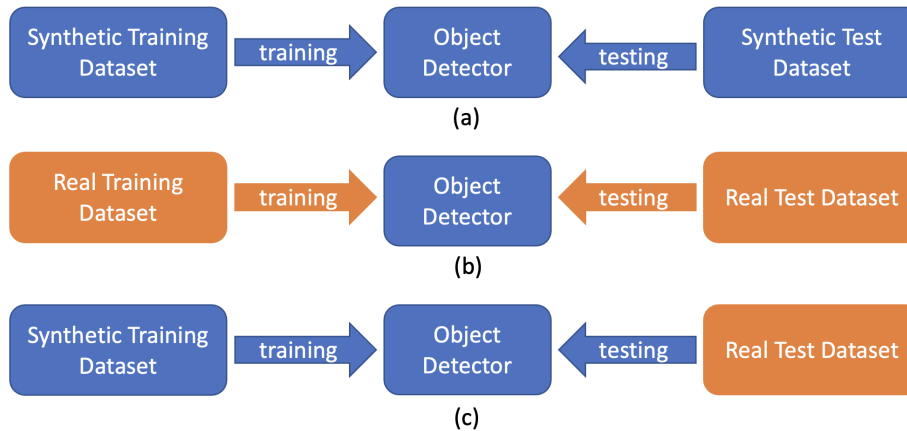 Synthetic Training
Dataset
training
Object
Detector
testing
Synthetic Test
Dataset
(a)
Real Training
Dataset
training
Object
Detector
testing
Real Test Dataset
(b)
Synthetic Training
Dataset
training
Object
Detector
testing
Real Test Dataset
(c)